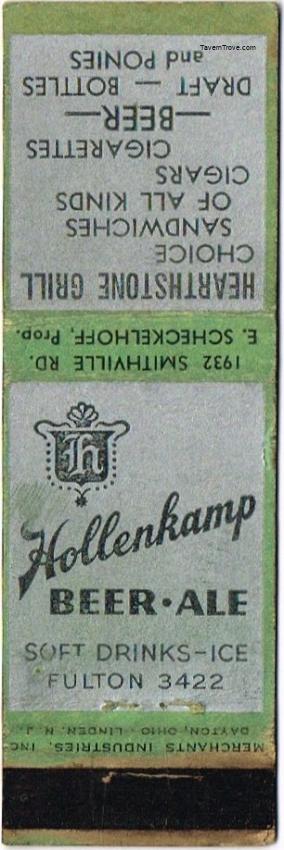 TavernTrove.com
HEARTHSTONE GRILL
CHOICE
SANDWICHES
OF ALL KINDS
CIGARS
CIGARETTES
—BEER—
DRAFT — BOTTLES
and PONIES
1932 SMITHVILLE RD.
E. SCHECKELHOFF, Prop.
h
Hollenkamp
BEER·ALE
SOFT DRINKS-ICE
FULTON 3422
MERCHANTS INDUSTRIES, INC.
DAYTON, OHIO - LINDEN, N. J.